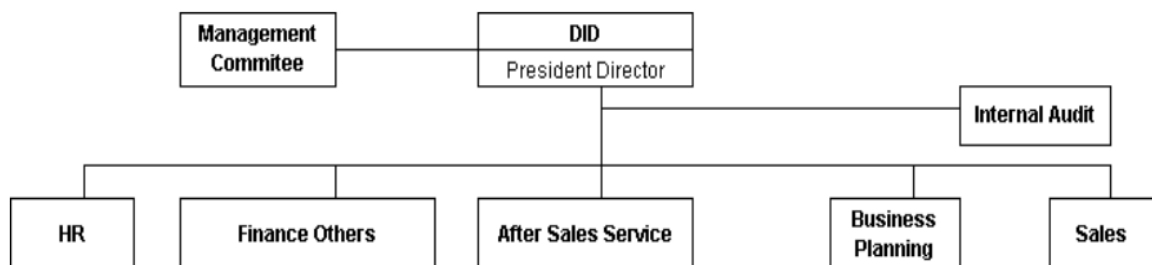 Management
Commitee
DID
President Director
Internal Audit
HR
Finance Others
After Sales Service
Business
Planning
Sales